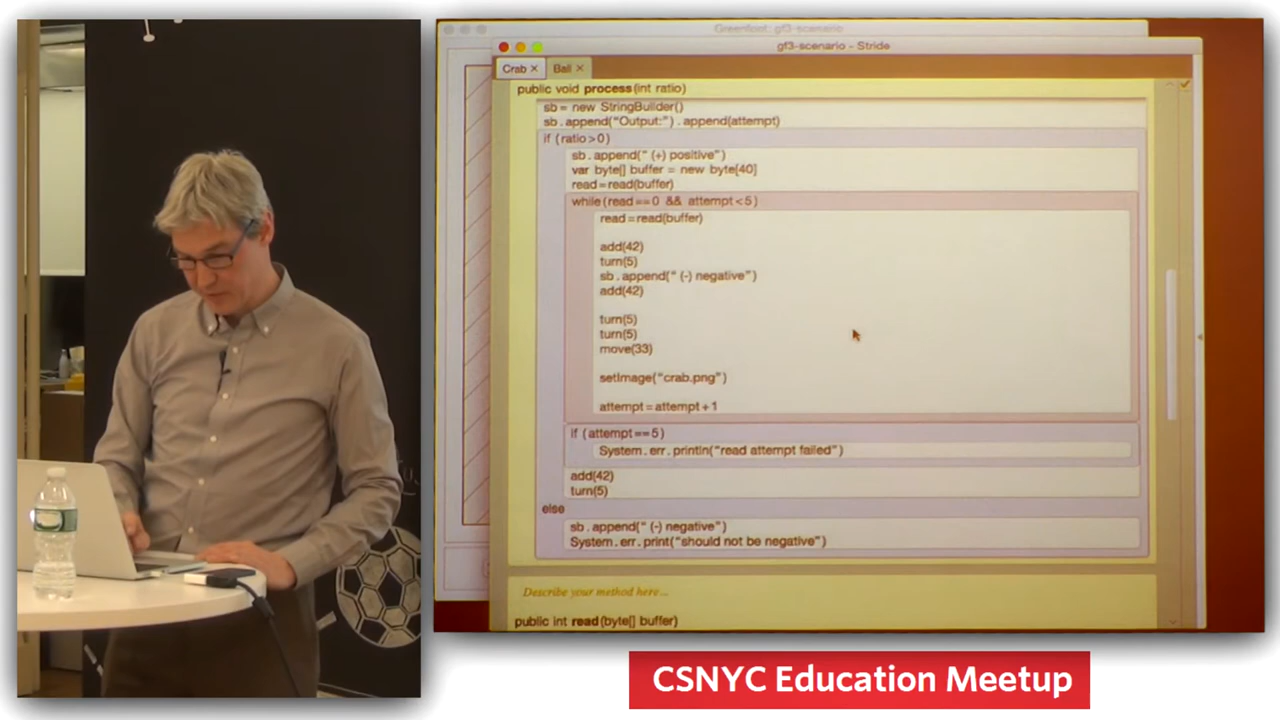 Greenfoot: gf3-scenario
gf3-scenario - Stride
Crab × Ball ×
public void process(int ratio)
sb = new StringBuilder()
sb . append("Output:") . append(attempt)
if (ratio>0)
sb . append(" (+) positive")
var byte[] buffer = new byte[40]
read=read(buffer)
while(read==0 && attempt<5)
read=read(buffer)
add(42)
turn(5)
sb . append(" (-) negative")
add(42)
turn(5)
turn(5)
move(33)
setImage("crab.png")
attempt=attempt+1
if (attempt==5)
System. err. println("read attempt failed")
add(42)
turn(5)
else
sb . append(" (-) negative")
System. err. print("should not be negative")
Describe your method here...
public int read(byte[] buffer)
CSNYC Education Meetup